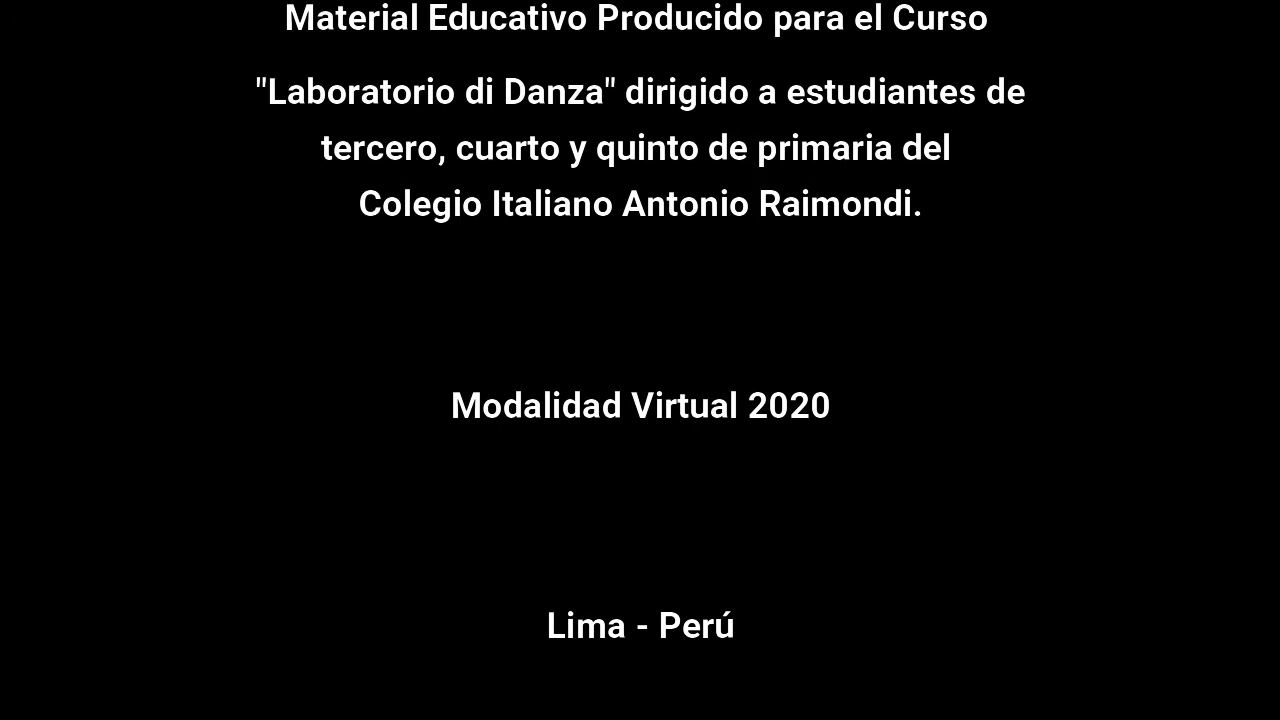 Material Educativo Producido para el Curso
"Laboratorio di Danza" dirigido a estudiantes de
tercero, cuarto y quinto de primaria del
Colegio Italiano Antonio Raimondi.
Modalidad Virtual 2020
Lima - Perú